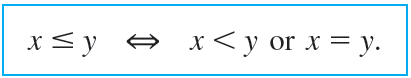 x ≤ y ⇔ x < y or x = y.